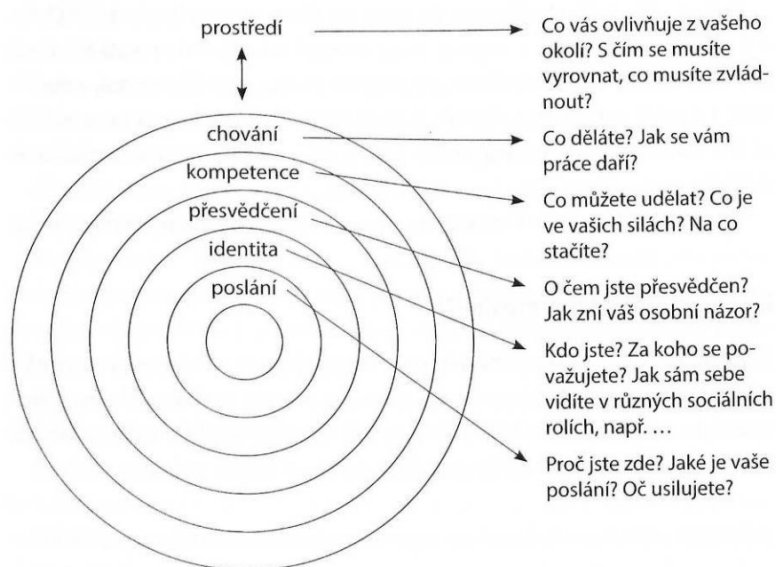 prostředí
chování
kompetence
přesvědčení
identita
poslání
Co vás ovlivňuje z vašeho
okolí? S čím se musíte
vyrovnat, co musíte zvlád-
nout?
Co děláte? Jak se vám
práce daří?
Co můžete udělat? Co je
ve vašich silách? Na co
stačíte?
O čem jste přesvědčen?
Jak zní váš osobní názor?
Kdo jste? Za koho se po-
važujete? Jak sám sebe
vidíte v různých sociálních
rolích, např. …
Proč jste zde? Jaké je vaše
poslání? Oč usilujete?